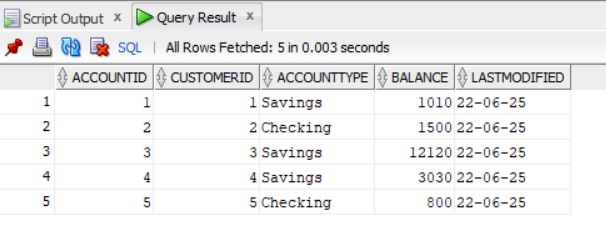 Script Output x Query Result x
SQL | All Rows Fetched: 5 in 0.003 seconds
ACCOUNTID CUSTOMERID ACCOUNTTYPE BALANCE LASTMODIFIED
1 1 1 Savings 1010 22-06-25
2 2 2 Checking 1500 22-06-25
3 3 3 Savings 12120 22-06-25
4 4 4 Savings 3030 22-06-25
5 5 5 Checking 800 22-06-25